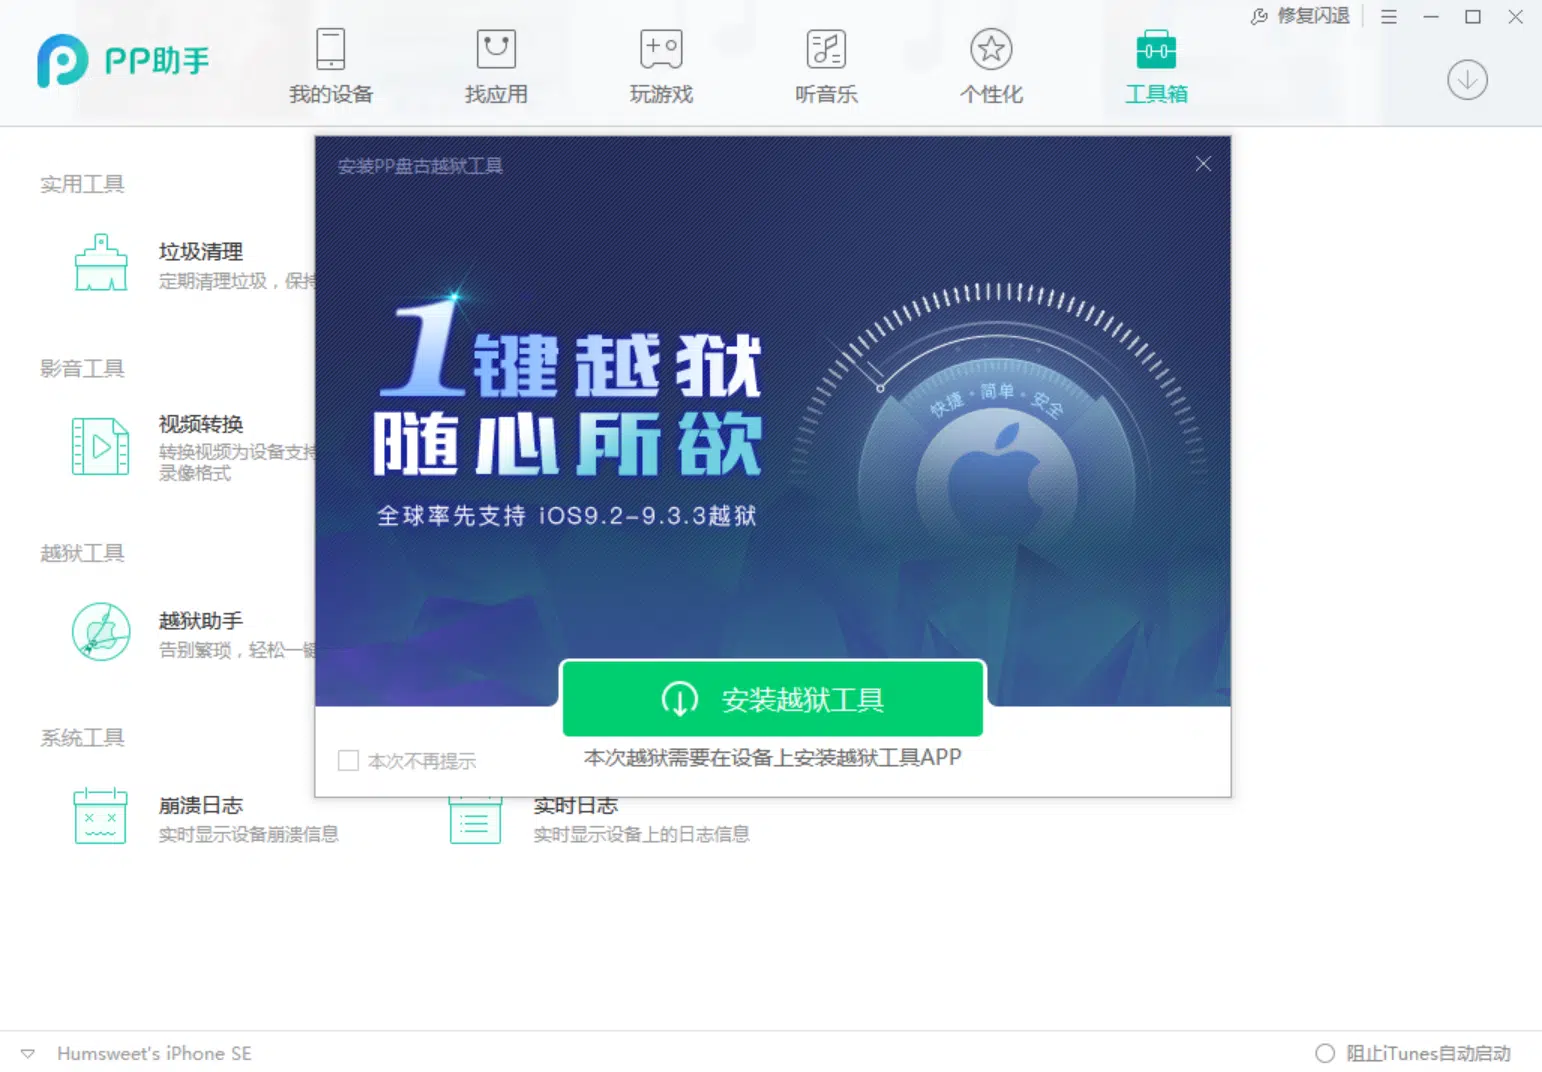 修复闪退
PP助手
我的设备
找应用
玩游戏
听音乐
个性化
工具箱
安装PP盘古越狱工具
实用工具
垃圾清理
定期清理垃圾，保持
影音工具
视频转换
转换视频为设备支持
录像格式
越狱工具
越狱助手
告别繁琐，轻松一键
1键越狱
随心所欲
全球率先支持 iOS9.2-9.3.3越狱
快捷·简单·安全
安装越狱工具
本次不再提示
本次越狱需要在设备上安装越狱工具APP
系统工具
崩溃日志
实时显示设备崩溃信息
实时日志
实时显示设备上的日志信息
Humsweet's iPhone SE
阻止iTunes自动启动